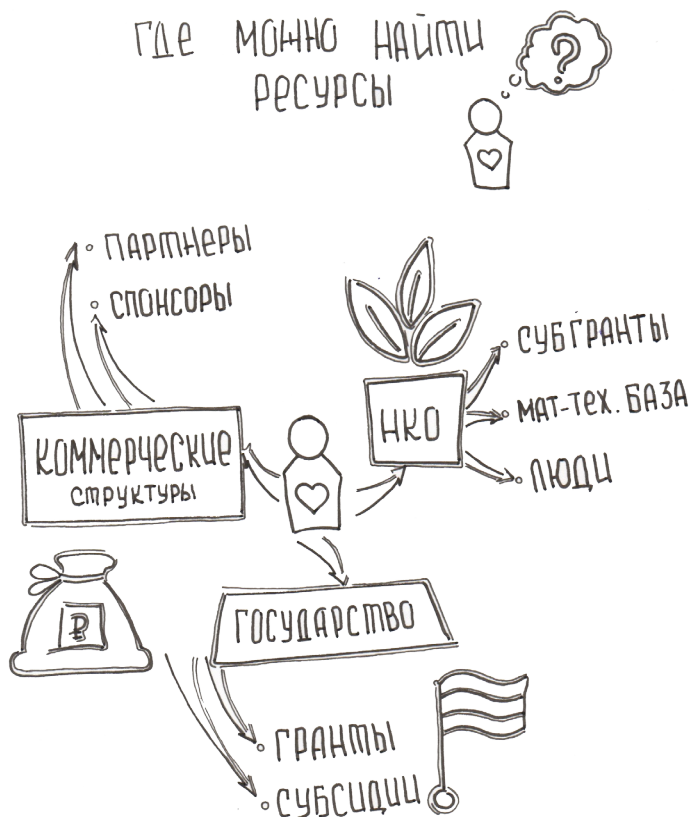 ГДЕ МОЖНО НАЙТИ
РЕСУРСЫ
?
ПАРТНЕРЫ
СПОНСОРЫ
КОММЕРЧЕСКИЕ
СТРУКТУРЫ
НКО
СУБГРАНТЫ
МАТ-ТЕХ. БАЗА
ЛЮДИ
₽
ГОСУДАРСТВО
ГРАНТЫ
СУБСИДИИ